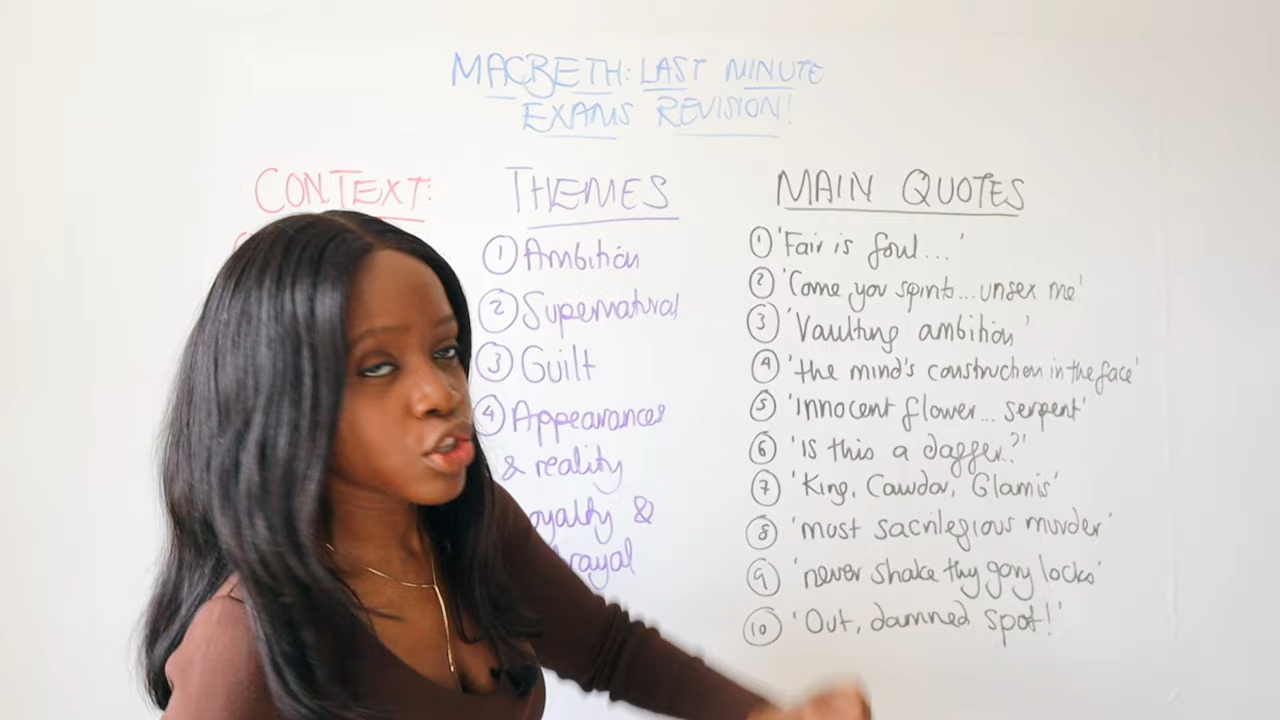 MACBETH: LAST MINUTE
EXAMS REVISION!
CONTEXT:
THEMES
① Ambition
② Supernatural
③ Guilt
④ Appearances
& reality
oyalty &
rayal
MAIN QUOTES
① 'Fair is foul...'
② 'Come you spirits...unsex me'
③ 'Vaulting ambition'
④ 'the mind's construction in the face'
⑤ 'Innocent flower... serpent'
⑥ 'Is this a dagger?'
⑦ 'King, Cawdor, Glamis'
⑧ 'most sacrilegious murder'
⑨ 'never shake thy gory locks'
⑩ 'Out, damned spot!'